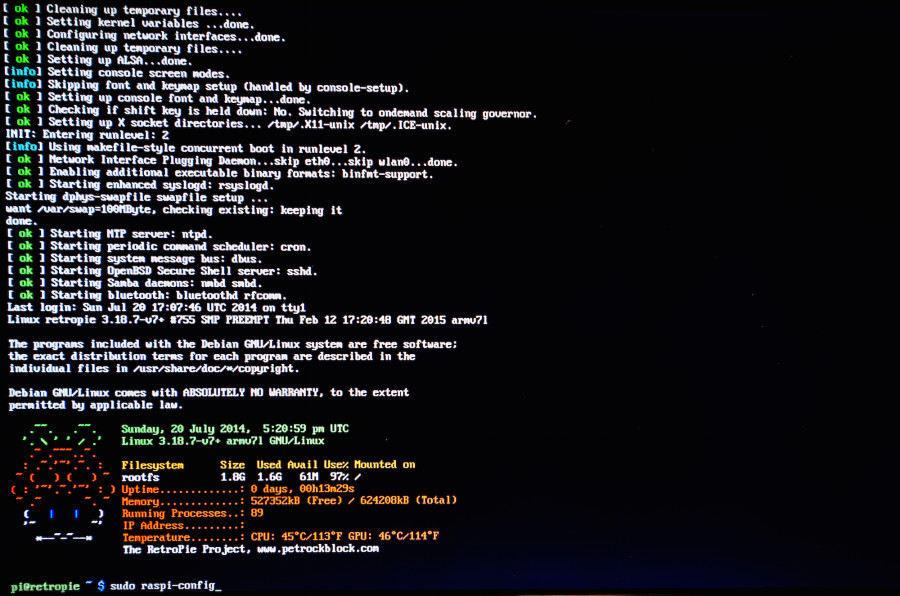 [ ok ] Cleaning up temporary files....
[ ok ] Setting kernel variables ...done.
[ ok ] Configuring network interfaces...done.
[ ok ] Cleaning up temporary files....
[ ok ] Setting up ALSA...done.
[info] Setting console screen modes.
[info] Skipping font and keymap setup (handled by console-setup).
[ ok ] Setting up console font and keymap...done.
[ ok ] Checking if shift key is held down: No. Switching to ondemand scaling governor.
[ ok ] Setting up X socket directories... /tmp/.X11-unix /tmp/.ICE-unix.
INIT: Entering runlevel: 2
[info] Using makefile-style concurrent boot in runlevel 2.
[ ok ] Network Interface Plugging Daemon...skip eth0...skip wlan0...done.
[ ok ] Enabling additional executable binary formats: binfmt-support.
[ ok ] Starting enhanced syslogd: rsyslogd.
Starting dphys-swapfile swapfile setup ...
want /var/swap=100MByte, checking existing: keeping it
done.
[ ok ] Starting NTP server: ntpd.
[ ok ] Starting periodic command scheduler: cron.
[ ok ] Starting system message bus: dbus.
[ ok ] Starting OpenBSD Secure Shell server: sshd.
[ ok ] Starting Samba daemons: nmbd smbd.
[ ok ] Starting bluetooth: bluetoothd rfcomm.
Last login: Sun Jul 20 17:07:46 UTC 2014 on tty1
Linux retropie 3.18.7-v7+ #755 SMP PREEMPT Thu Feb 12 17:20:48 GMT 2015 armv7l
The programs included with the Debian GNU/Linux system are free software;
the exact distribution terms for each program are described in the
individual files in /usr/share/doc/*/copyright.
Debian GNU/Linux comes with ABSOLUTELY NO WARRANTY, to the extent
permitted by applicable law.
Sunday, 20 July 2014, 5:20:59 pm UTC
Linux 3.18.7-v7+ armv7l GNU/Linux
Filesystem Size Used Avail Use% Mounted on
rootfs 1.8G 1.6G 61M 97% /
Uptime.............: 0 days, 00h13m29s
Memory.............: 527352kB (Free) / 624208kB (Total)
Running Processes..: 89
IP Address.........:
Temperature........: CPU: 45°C/113°F GPU: 46°C/114°F
The RetroPie Project, www.petrockblock.com
pi@retropie ~ $ sudo raspi-config_